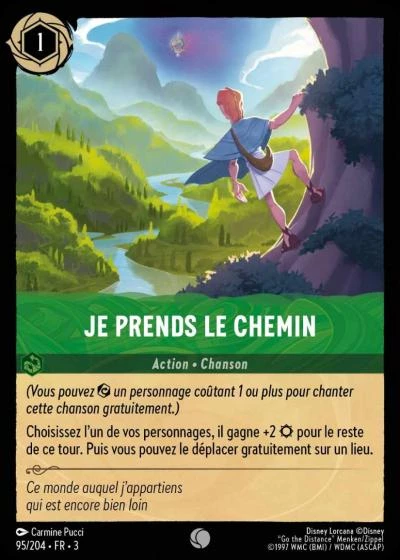 1
JE PRENDS LE CHEMIN
Action • Chanson
(Vous pouvez un personnage coûtant 1 ou plus pour chanter
cette chanson gratuitement.)
Choisissez l'un de vos personnages, il gagne +2 pour le reste
de ce tour. Puis vous pouvez le déplacer gratuitement sur un lieu.
Ce monde auquel j'appartiens
qui est encore bien loin
Carmine Pucci
95/204 • FR • 3
Disney Lorcana ©Disney
"Go the Distance" Menken/Zippel
©1997 WMC (BMI) / WDMC (ASCAP)